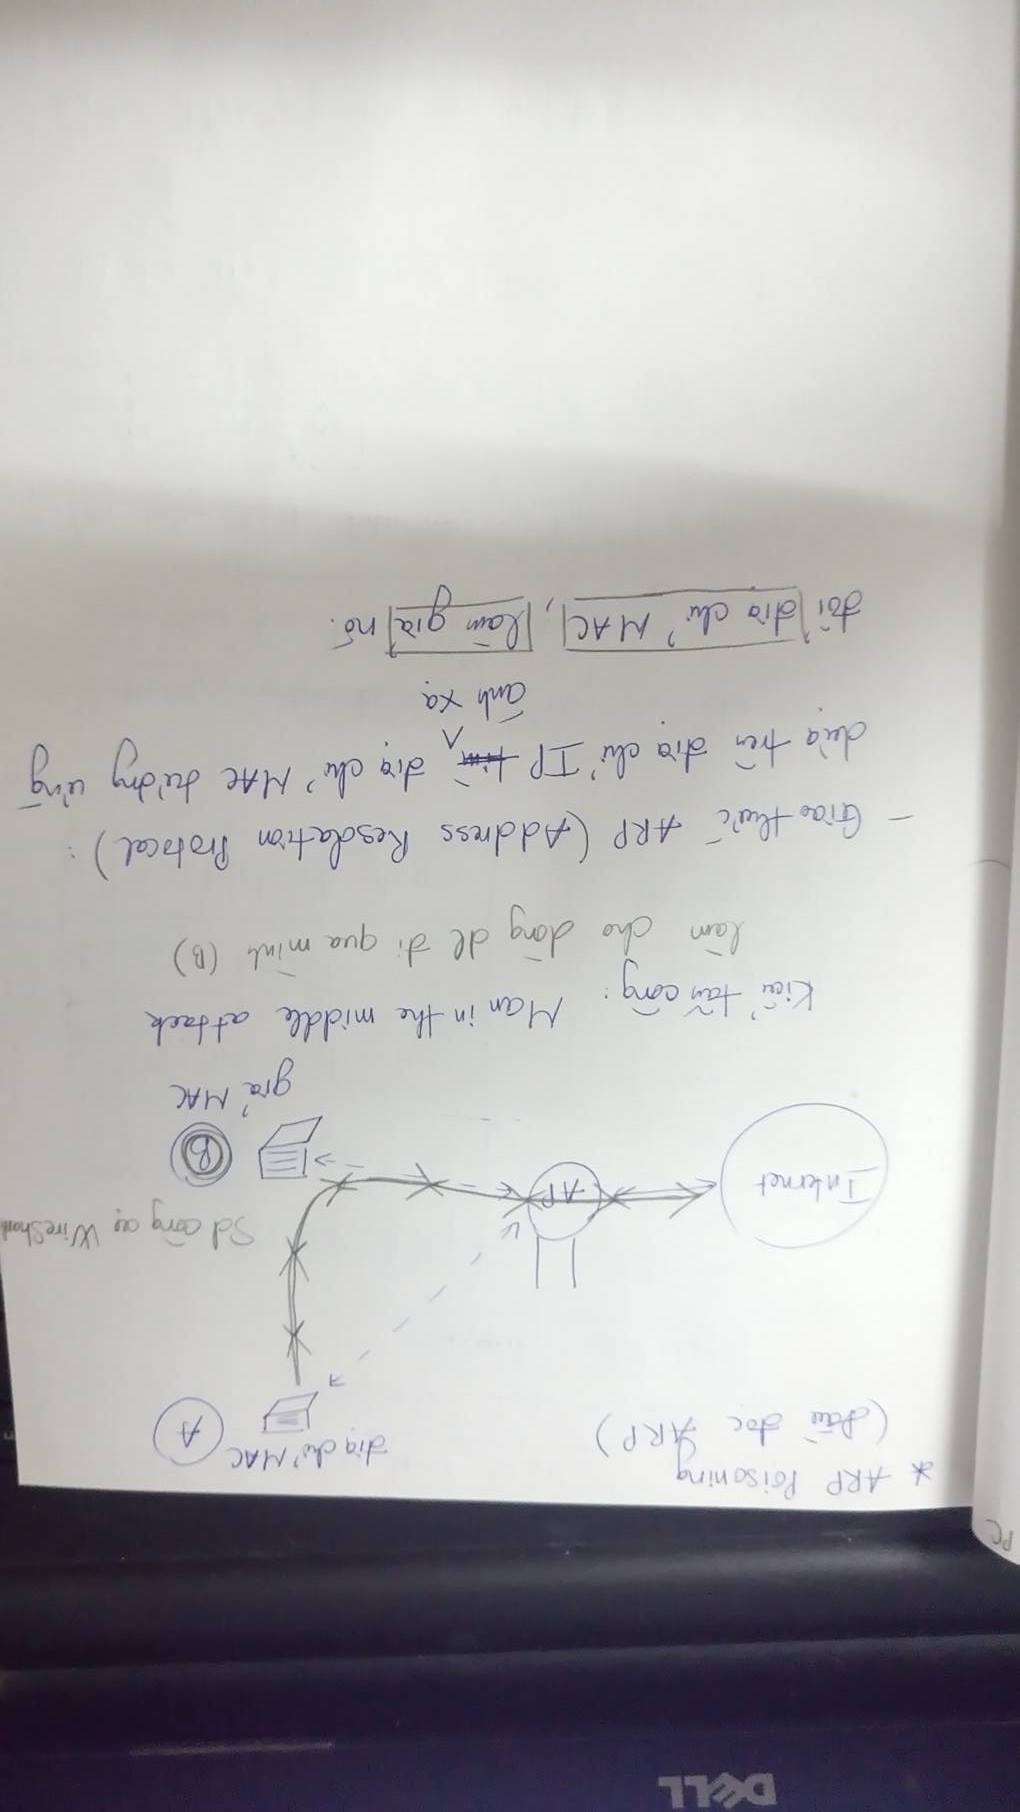 DELL
PC
* ARP Poisoning
(Đầu độc ARP)
địa chỉ MAC
A
Sd công cụ WireShark
Internet
AP
B
giả MAC
Kiểu tấn công: Man in the middle attack
làm cho dòng dl đi qua mình (B)
- Giao thức ARP (Address Resolation Protocal):
dựa trên địa chỉ IP tìm địa chỉ MAC tương ứng
ánh xạ
đổi địa chỉ MAC, làm giả nó.